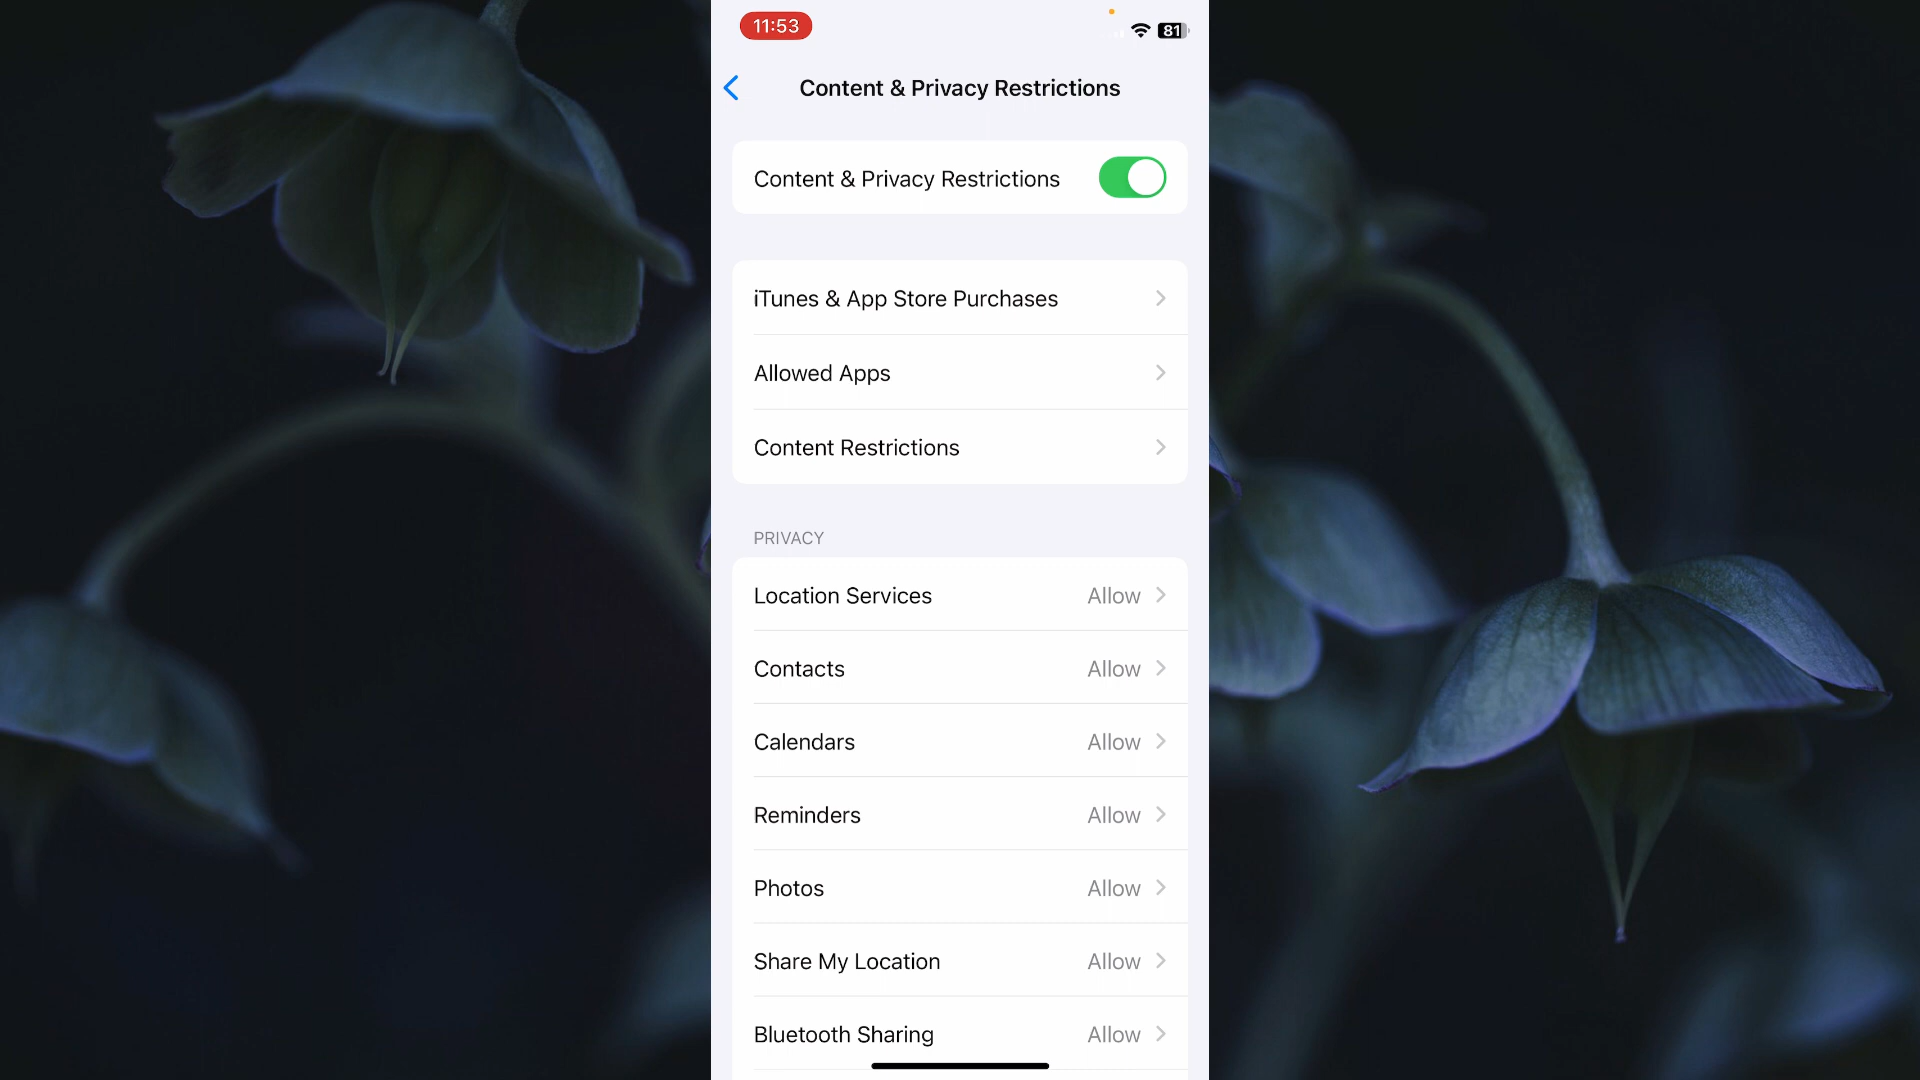 11:53
81
Content & Privacy Restrictions
Content & Privacy Restrictions
iTunes & App Store Purchases
Allowed Apps
Content Restrictions
PRIVACY
Location Services Allow
Contacts Allow
Calendars Allow
Reminders Allow
Photos Allow
Share My Location Allow
Bluetooth Sharing Allow